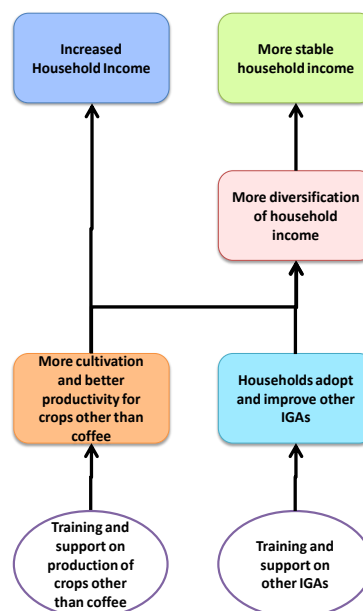 Increased
Household Income
More stable
household income
More diversification
of household
income
More cultivation
and better
productivity for
crops other than
coffee
Households adopt
and improve other
IGAs
Training and
support on
production of
crops other
than coffee
Training and
support on
other IGAs